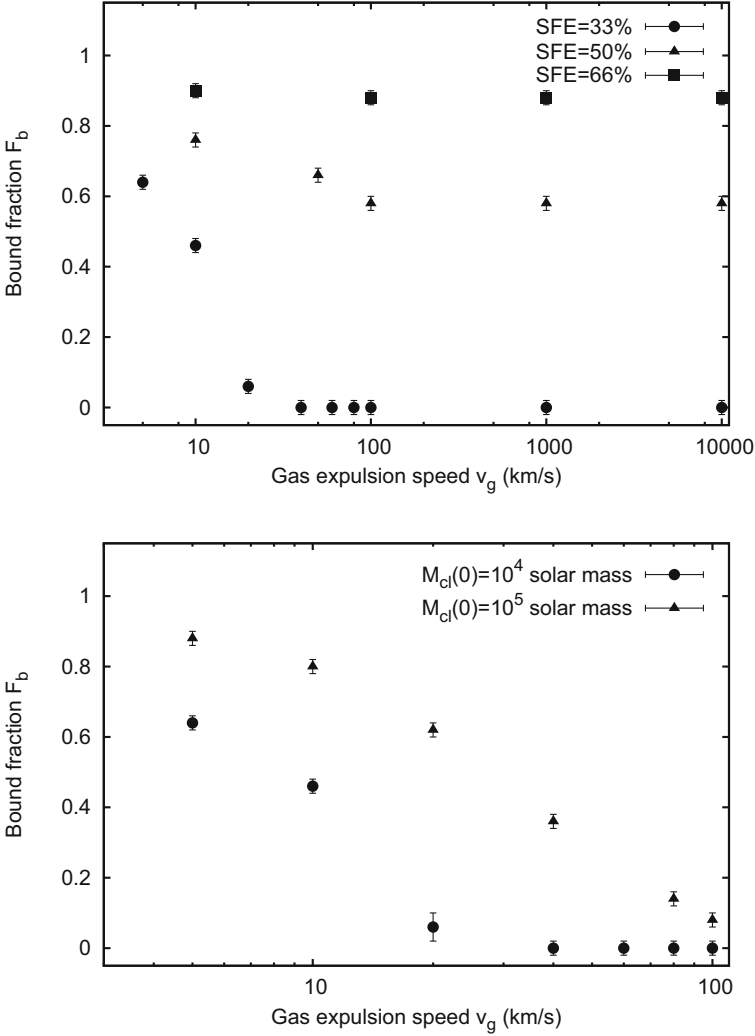 1
0.8
0.6
0.4
0.2
0
Bound fraction F_b
SFE=33%
SFE=50%
SFE=66%
10 100 1000 10000
Gas expulsion speed v_g (km/s)
1
0.8
0.6
0.4
0.2
0
Bound fraction F_b
M_cl(0)=10^4 solar mass
M_cl(0)=10^5 solar mass
10 100
Gas expulsion speed v_g (km/s)